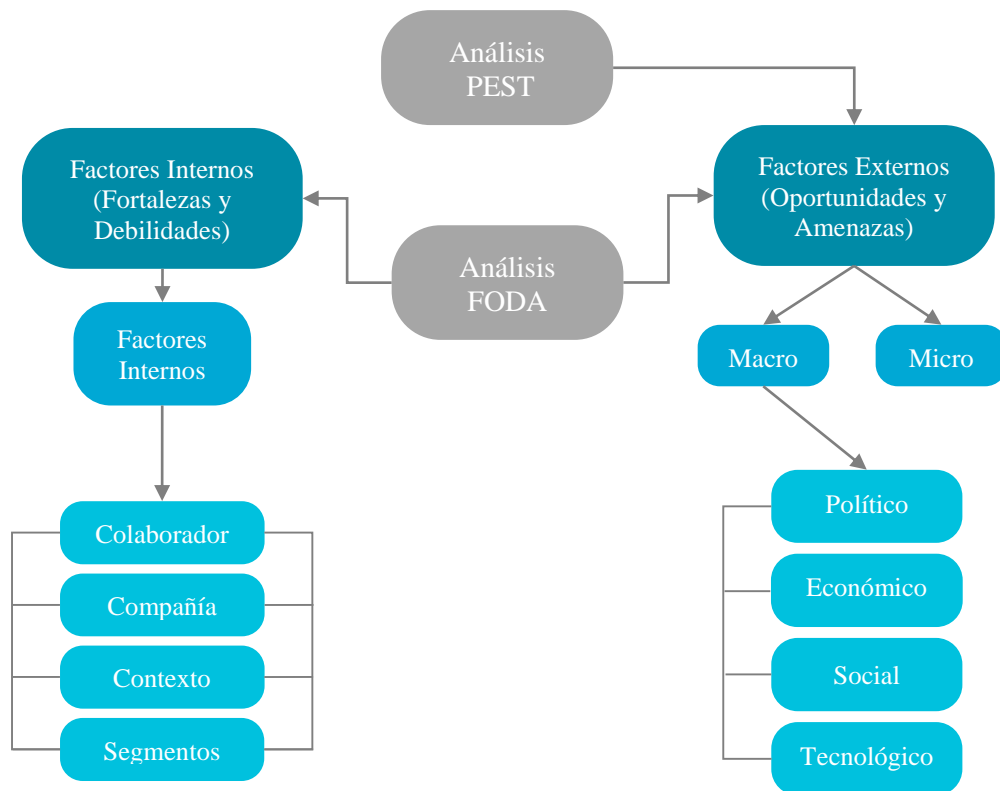 Análisis
PEST
Factores Internos
(Fortalezas y
Debilidades)
Factores Externos
(Oportunidades y
Amenazas)
Análisis
FODA
Factores
Internos
Macro
Micro
Colaborador
Compañía
Contexto
Segmentos
Político
Económico
Social
Tecnológico